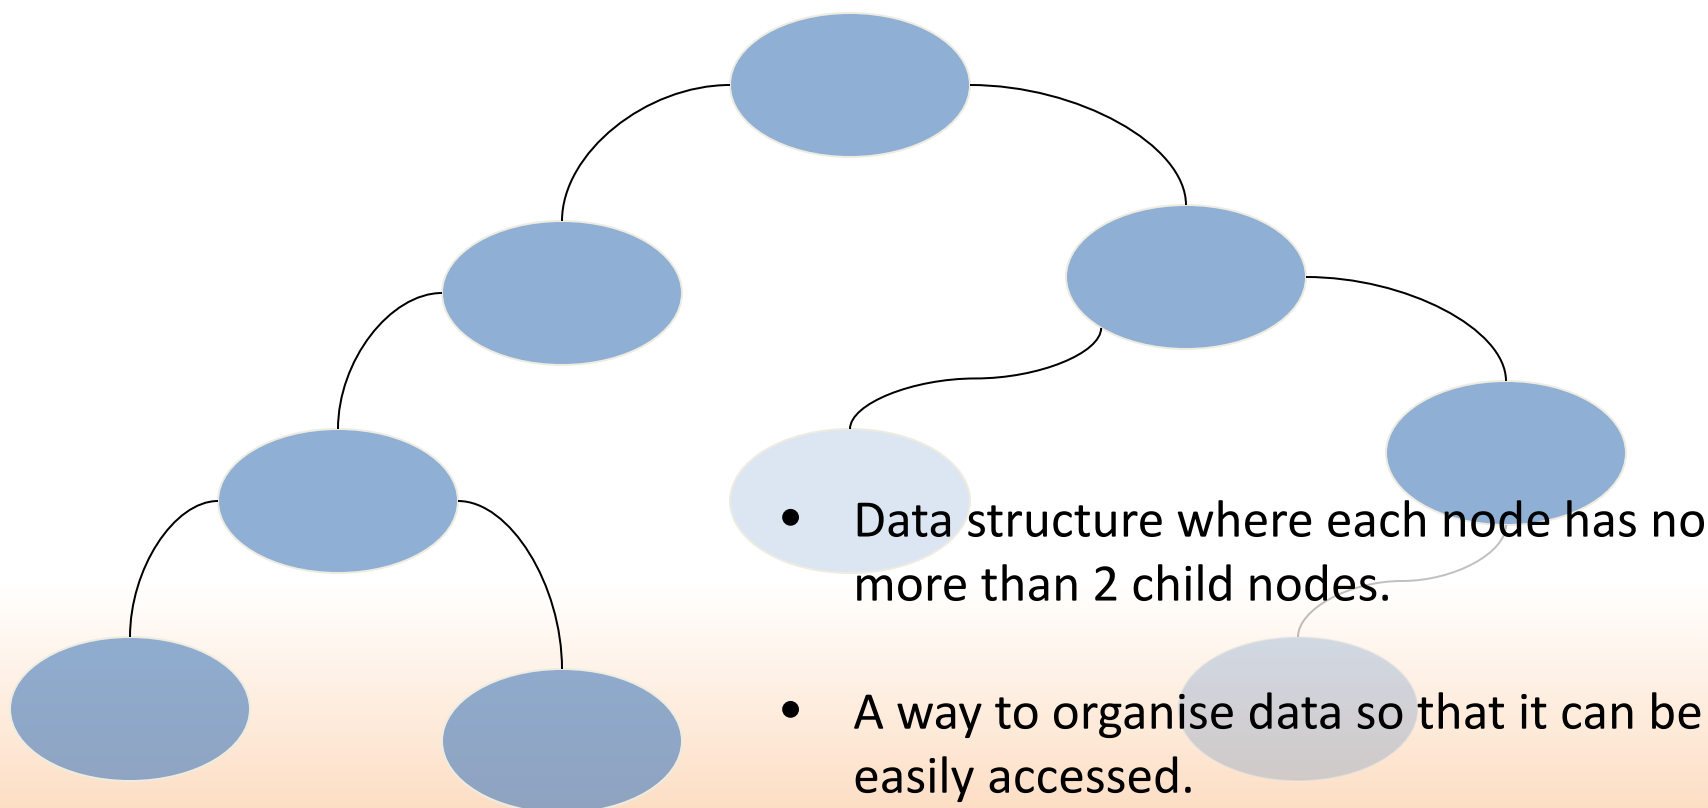 • Data structure where each node has no
more than 2 child nodes.
• A way to organise data so that it can be
easily accessed.